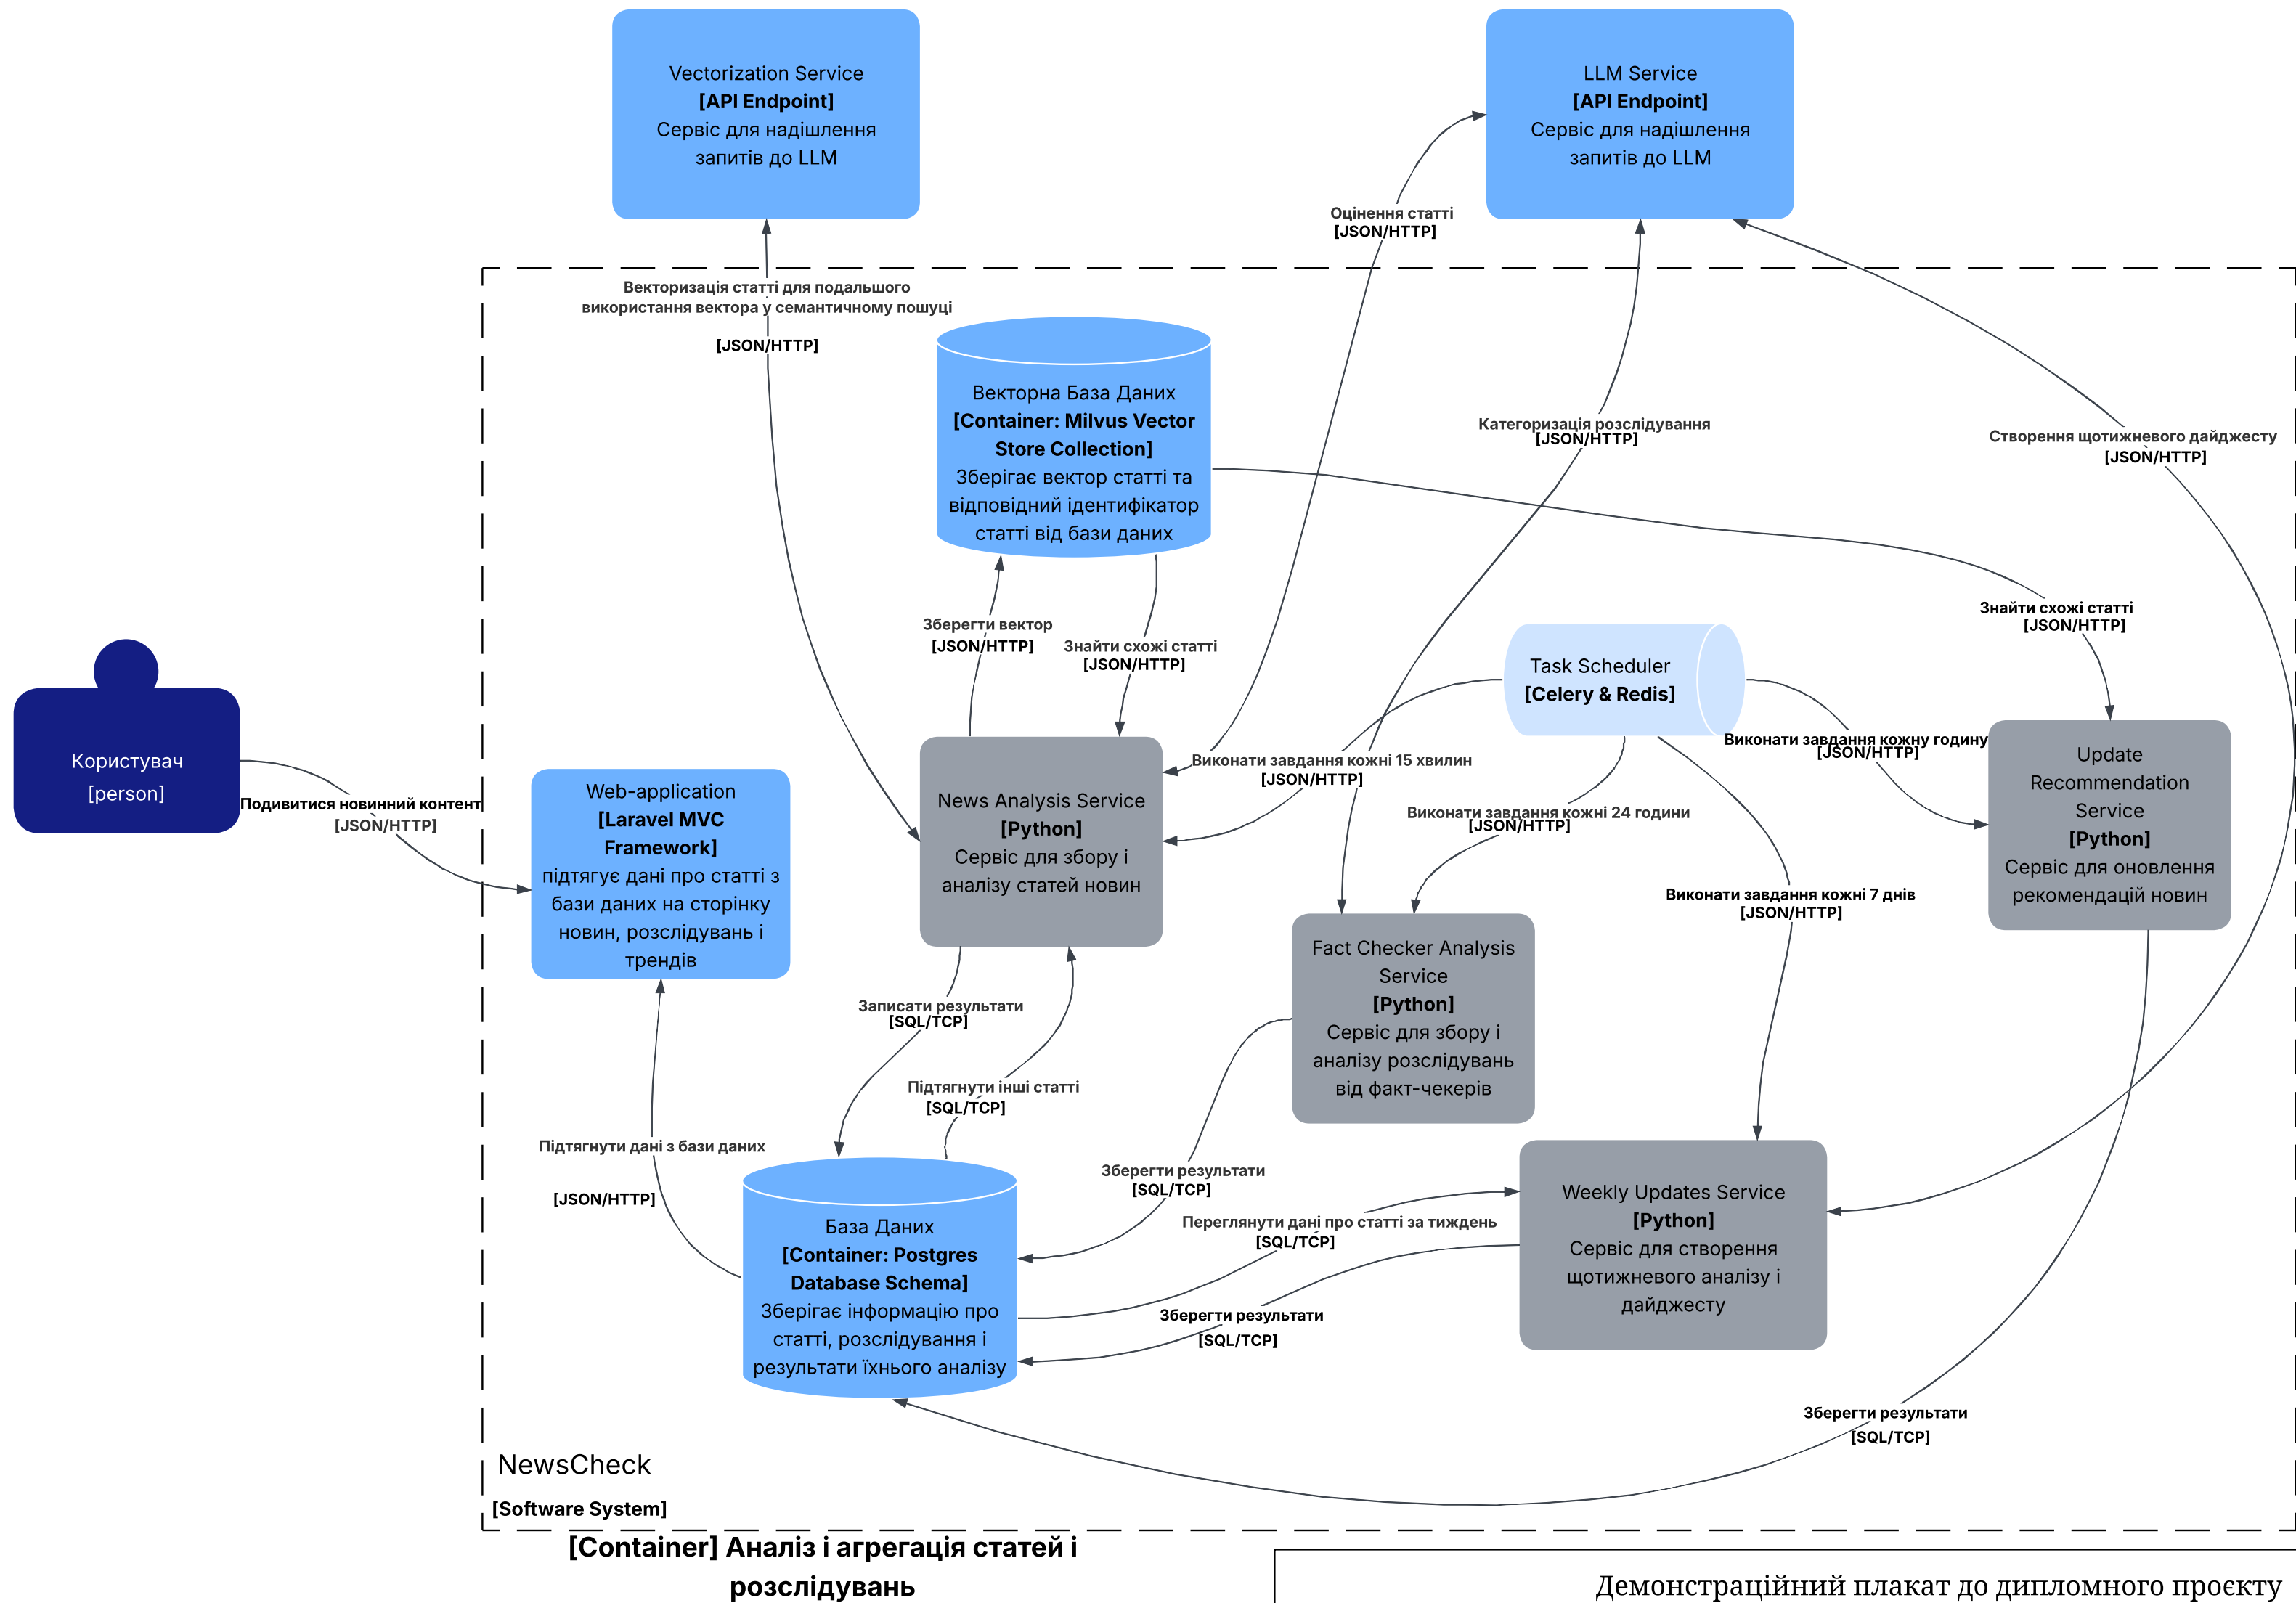 Vectorization Service
[API Endpoint]
Сервіс для надішлення
запитів до LLM
LLM Service
[API Endpoint]
Сервіс для надішлення
запитів до LLM
Оцінення статті
[JSON/HTTP]
Векторизація статті для подальшого
використання вектора у семантичному пошуці
[JSON/HTTP]
Векторна База Даних
[Container: Milvus Vector
Store Collection]
Зберігає вектор статті та
відповідний ідентифікатор
статті від бази даних
Категоризація розслідування
[JSON/HTTP]
Створення щотижневого дайджесту
[JSON/HTTP]
Зберегти вектор
[JSON/HTTP]
Знайти схожі статті
[JSON/HTTP]
Знайти схожі статті
[JSON/HTTP]
Task Scheduler
[Celery & Redis]
Користувач
[person]
Подивитися новинний контент
[JSON/HTTP]
Web-application
[Laravel MVC
Framework]
підтягує дані про статті з
бази даних на сторінку
новин, розслідувань і
трендів
News Analysis Service
[Python]
Сервіс для збору і
аналізу статей новин
Виконати завдання кожні 15 хвилин
[JSON/HTTP]
Виконати завдання кожні 24 години
[JSON/HTTP]
Виконати завдання кожну годину
[JSON/HTTP]
Update
Recommendation
Service
[Python]
Сервіс для оновлення
рекомендацій новин
Виконати завдання кожні 7 днів
[JSON/HTTP]
Fact Checker Analysis
Service
[Python]
Сервіс для збору і
аналізу розслідувань
від факт-чекерів
Записати результати
[SQL/TCP]
Підтягнути інші статті
[SQL/TCP]
Підтягнути дані з бази даних
[JSON/HTTP]
Зберегти результати
[SQL/TCP]
Переглянути дані про статті за тиждень
[SQL/TCP]
Weekly Updates Service
[Python]
Сервіс для створення
щотижневого аналізу і
дайджесту
База Даних
[Container: Postgres
Database Schema]
Зберігає інформацію про
статті, розслідування і
результати їхнього аналізу
Зберегти результати
[SQL/TCP]
Зберегти результати
[SQL/TCP]
NewsCheck
[Software System]
[Container] Аналіз і агрегація статей і
розслідувань
Демонстраційний плакат до дипломного проєкту